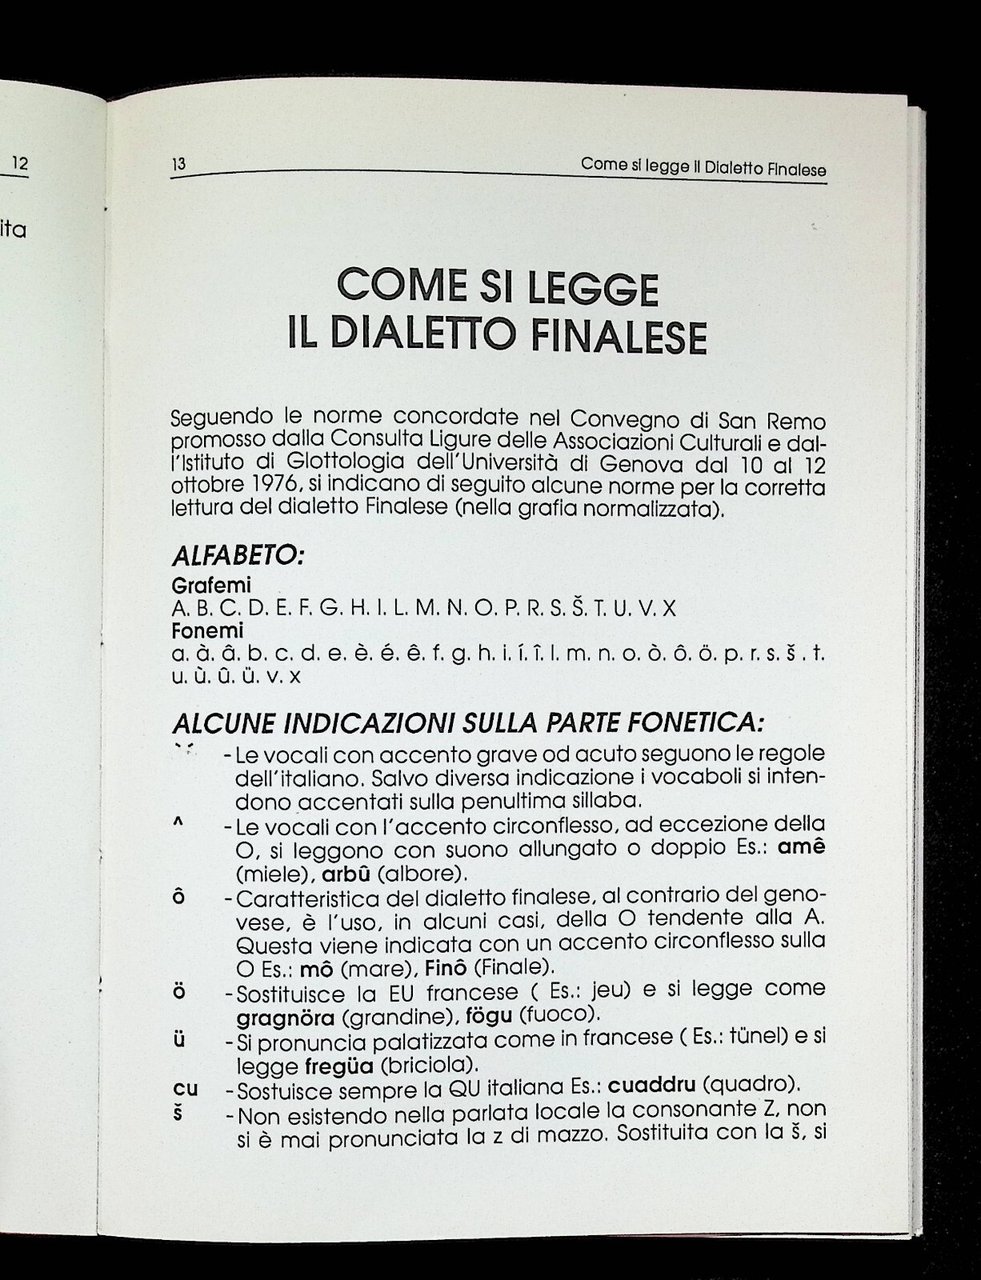 12
ita
13 Come si legge il Dialetto Finalese
COME SI LEGGE
IL DIALETTO FINALESE
Seguendo le norme concordate nel Convegno di San Remo
promosso dalla Consulta Ligure delle Associazioni Culturali e dal-
l'Istituto di Glottologia dell'Università di Genova dal 10 al 12
ottobre 1976, si indicano di seguito alcune norme per la corretta
lettura del dialetto Finalese (nella grafia normalizzata).
ALFABETO:
Grafemi
A. B. C. D. E. F. G. H. I. L. M. N. O. P. R. S. Š. T. U. V. X
Fonemi
a. à. â. b. c. d. e. è. é. ê. f. g. h. i. í. î. l. m. n. o. ò. ô. ö. p. r. s. š . t.
u. ù. û. ü. v. x
ALCUNE INDICAZIONI SULLA PARTE FONETICA:
` ´ - Le vocali con accento grave od acuto seguono le regole
dell'italiano. Salvo diversa indicazione i vocaboli si inten-
dono accentati sulla penultima sillaba.
^ - Le vocali con l'accento circonflesso, ad eccezione della
O, si leggono con suono allungato o doppio Es.: amê
(miele), arbû (albore).
ô - Caratteristica del dialetto finalese, al contrario del geno-
vese, è l'uso, in alcuni casi, della O tendente alla A.
Questa viene indicata con un accento circonflesso sulla
O Es.: mô (mare), Finô (Finale).
ö - Sostituisce la EU francese ( Es.: jeu) e si legge come
gragnöra (grandine), fögu (fuoco).
ü - Si pronuncia palatizzata come in francese ( Es.: tünel) e si
legge fregüa (briciola).
cu - Sostuisce sempre la QU italiana Es.: cuaddru (quadro).
š - Non esistendo nella parlata locale la consonante Z, non
si è mai pronunciata la z di mazzo. Sostituita con la š, si